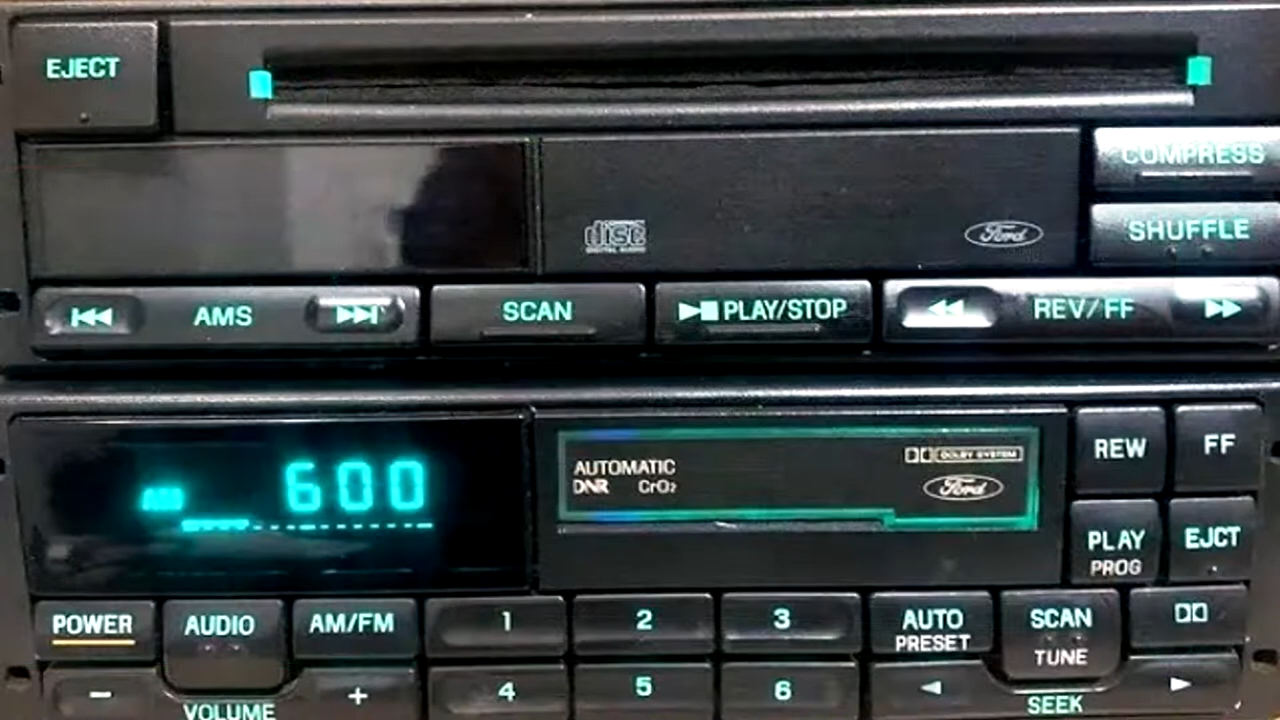 EJECT
COMPRESS
disc
DIGITAL AUDIO
Ford
SHUFFLE
AMS
SCAN
PLAY/STOP
REV/FF
AM
600
AUTOMATIC
DNR CrO₂
DOLBY SYSTEM
Ford
REW
FF
PLAY
PROG
EJCT
POWER
AUDIO
AM/FM
1
2
3
AUTO
PRESET
SCAN
TUNE
- 
VOLUME
+
4
5
6
SEEK